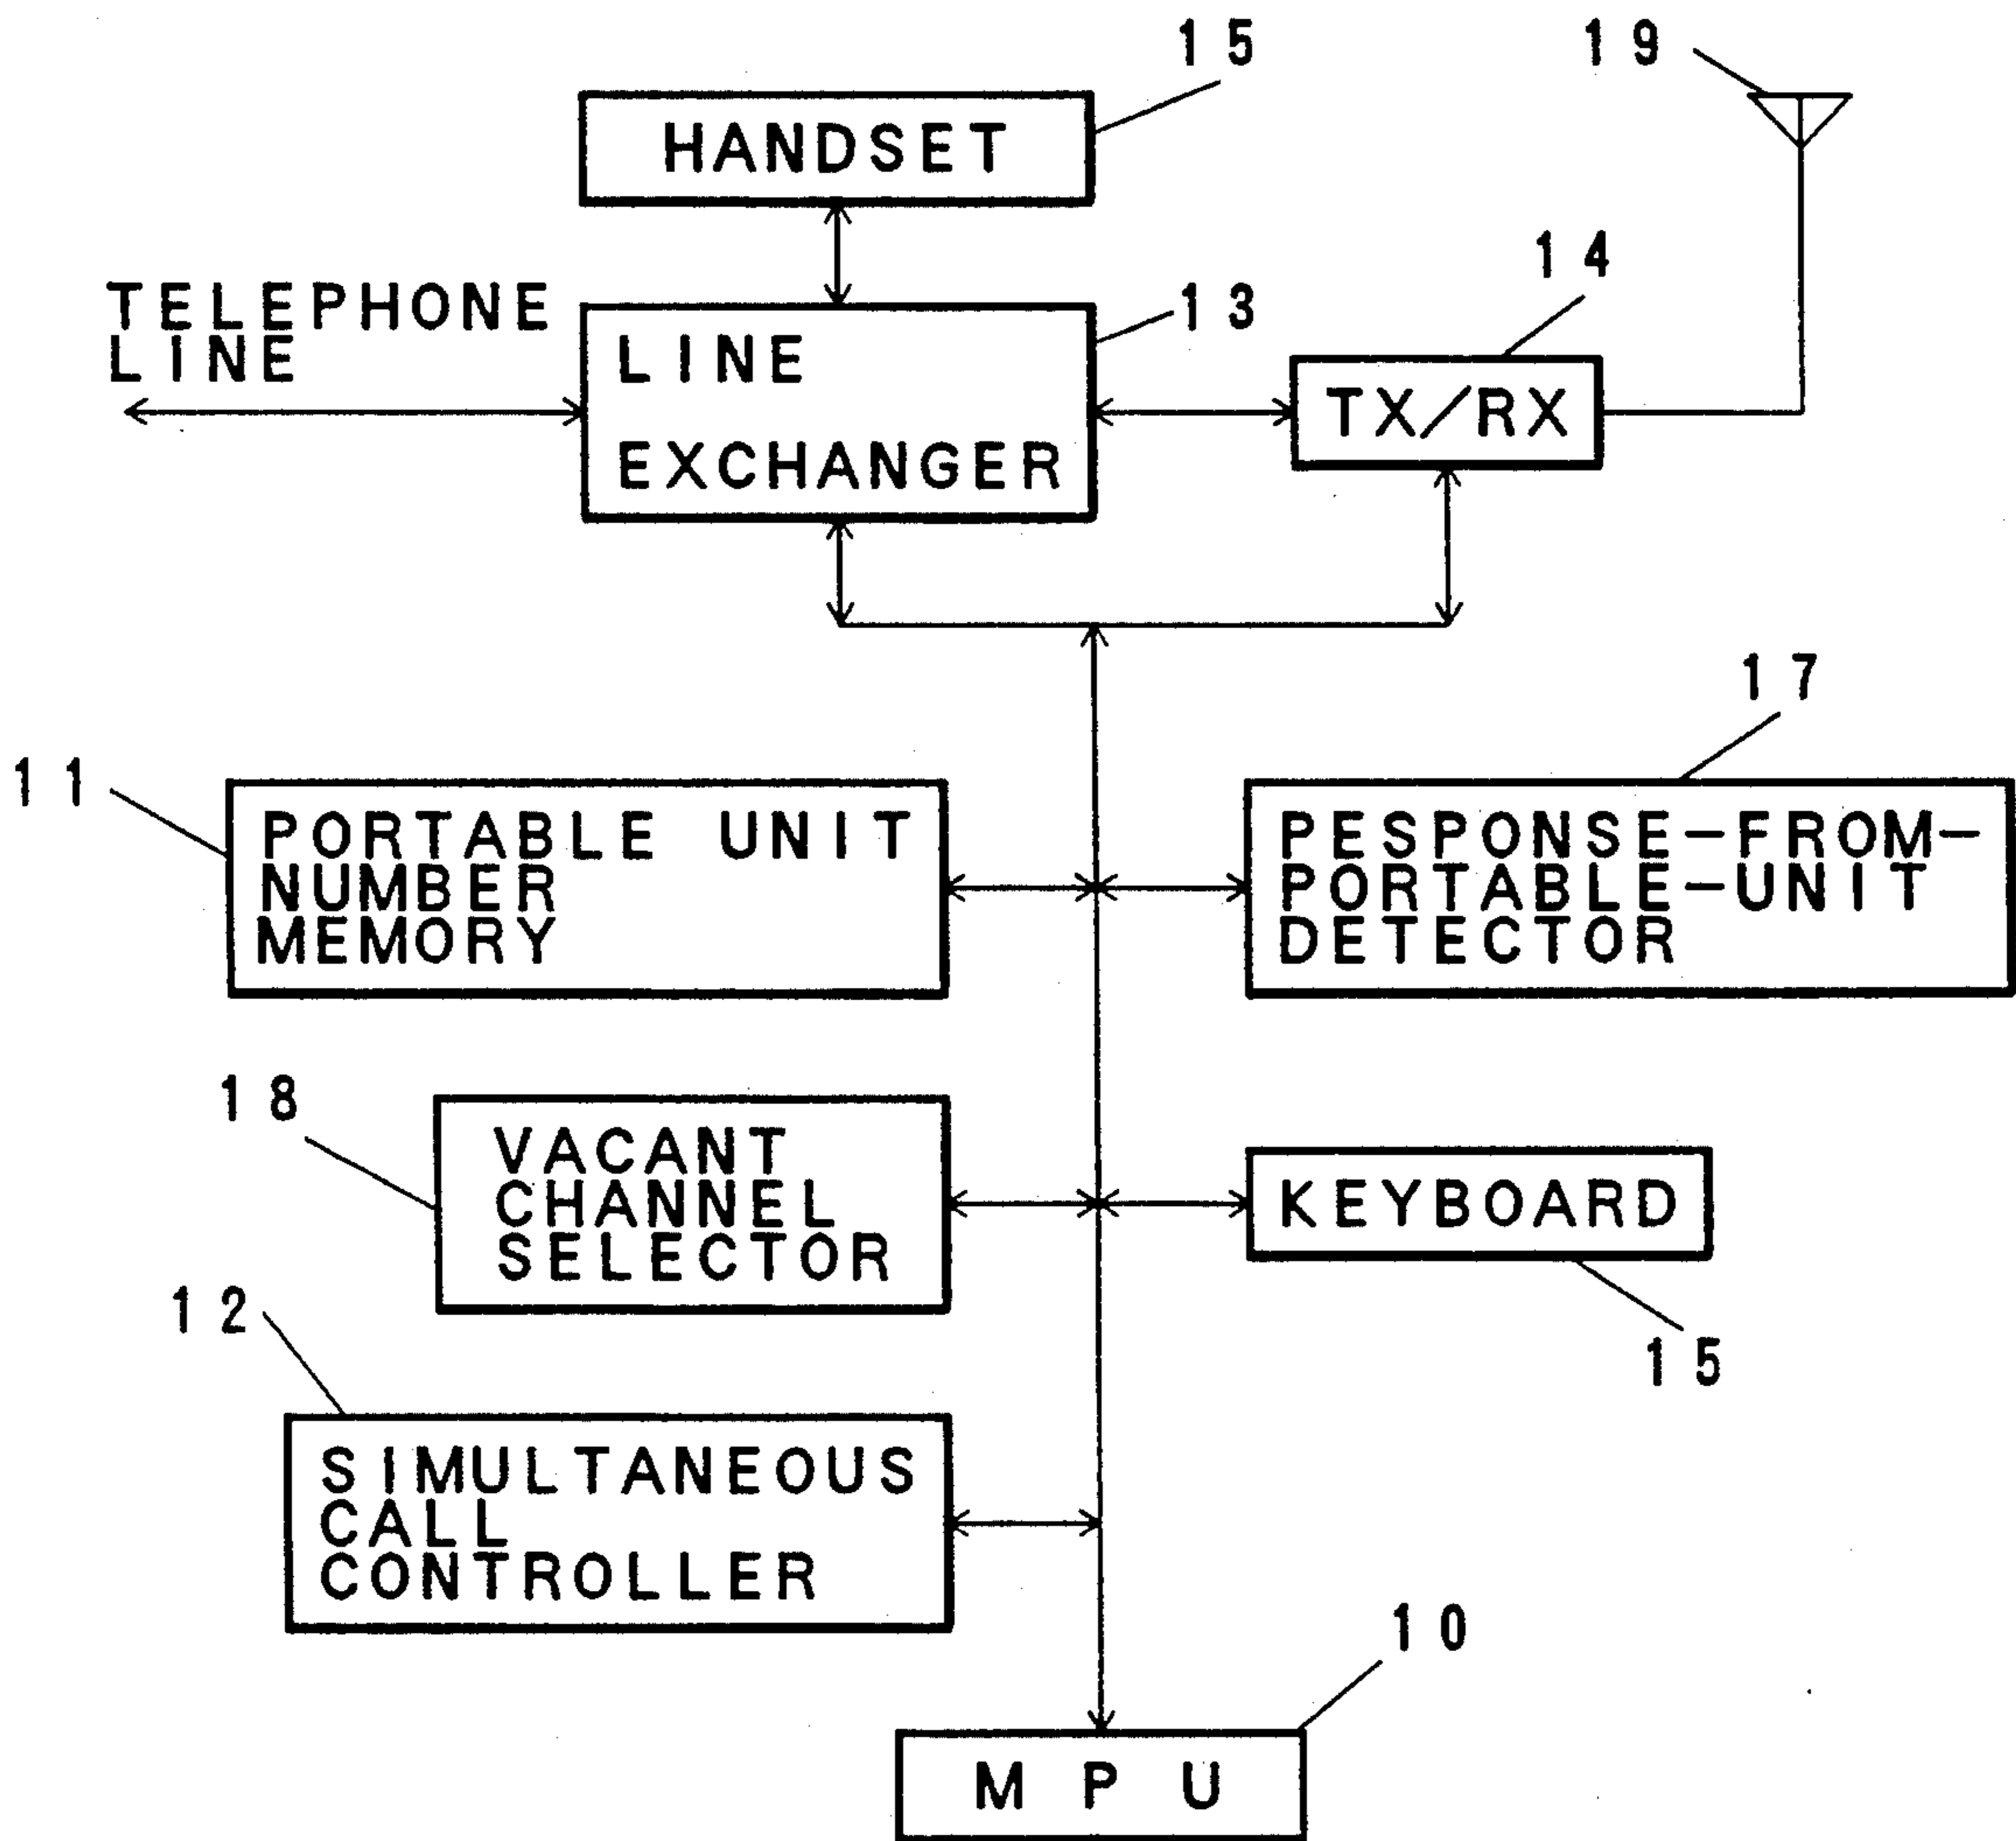 15
19
HANDSET
14
TELEPHONE
LINE
13
LINE
EXCHANGER
TX/RX
17
11
PORTABLE UNIT
NUMBER
MEMORY
PESPONSE-FROM-
PORTABLE-UNIT
DETECTOR
18
VACANT
CHANNEL
SELECTOR
KEYBOARD
15
12
SIMULTANEOUS
CALL
CONTROLLER
10
MPU